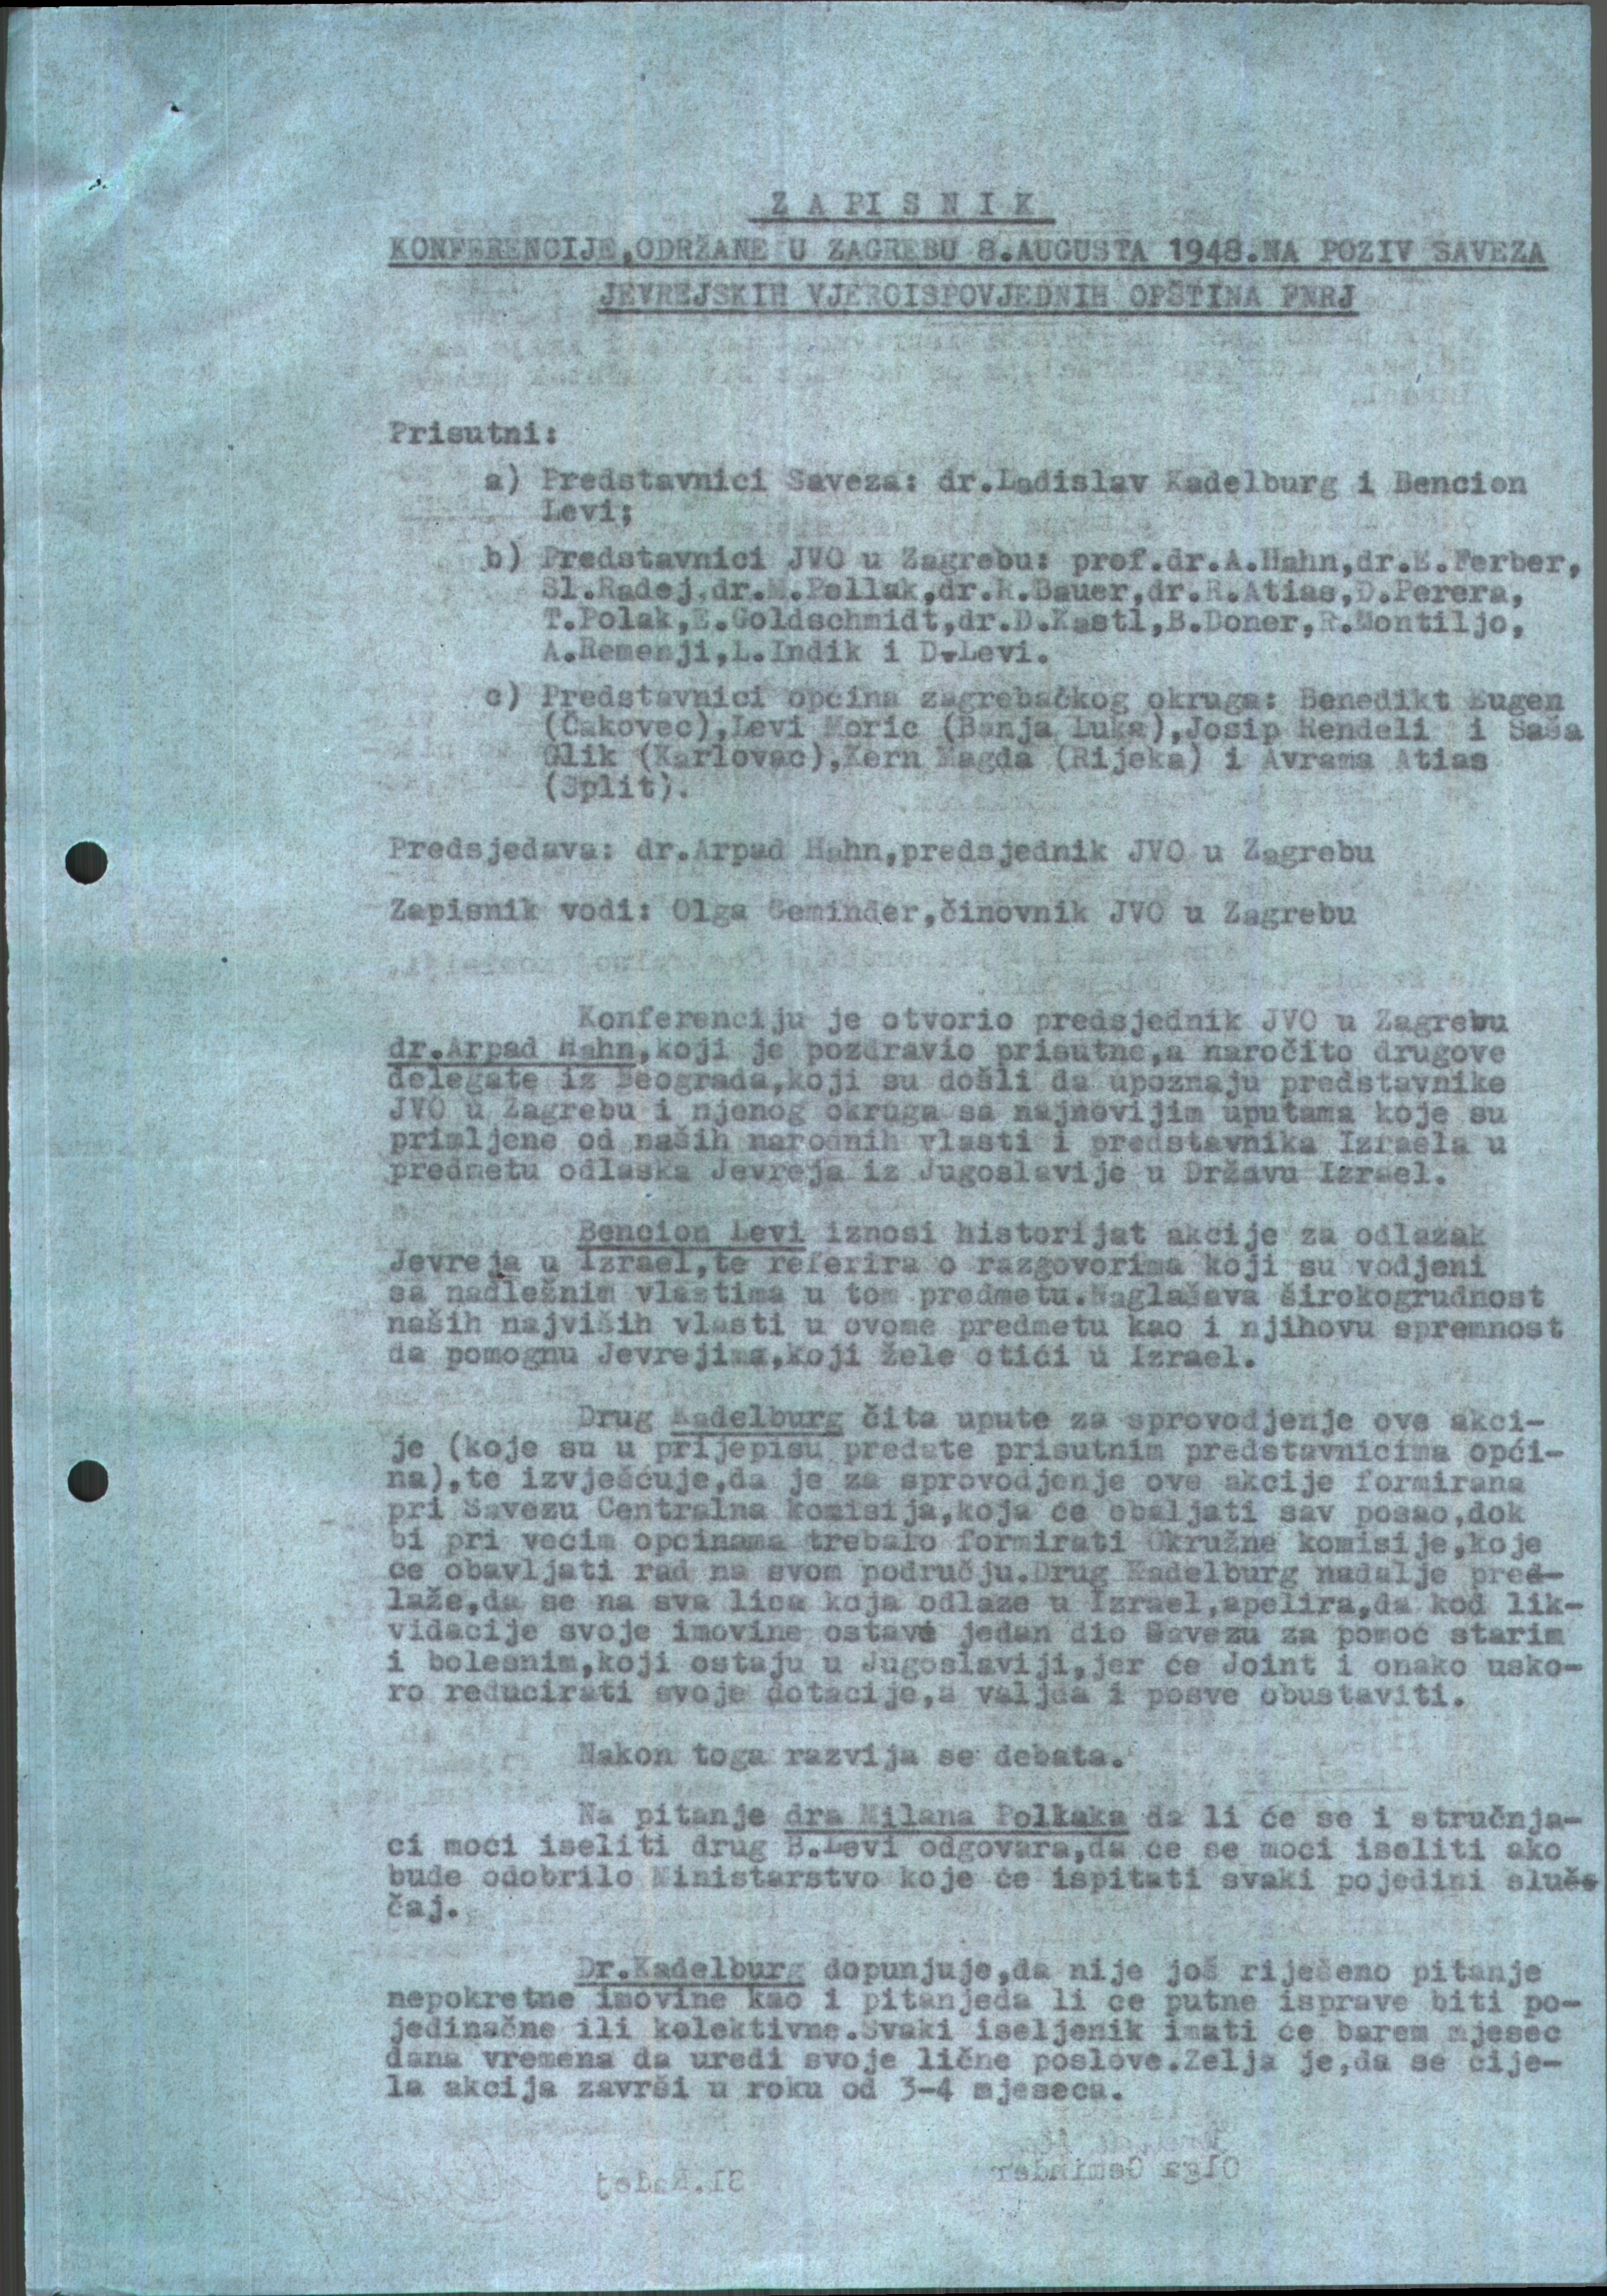 Z A PI S N I K
KONFERENCIJE,ODRŽANE U ZAGREBU 8.AUGUSTA 1948.NA POZIV SAVEZA
JEVREJSKIH VJEROISPOVJEDNIH OPŠTINA FNRJ
Prisutni:
a) Predstavnici Saveza: dr.Ladislav Kadelburg i Bencion
Levi;
b) Predstavnici JVO u Zagrebu: prof.dr.A.Hahn,dr.E.Ferber,
Sl.Radej,dr.M.Pollak,dr.R.Bauer,dr.R.Atias,D.Perera,
T.Polak,E.Goldschmidt,dr.D.Kastl,B.Doner,R.Montiljo,
A.Remenji,L.Indik i D.Levi.
c) Predstavnici općina zagrebačkog okruga: Benedikt Eugen
(Čakovec),Levi Moric (Banja Luka),Josip Rendeli i Saša
Glik (Karlovac),Kern Magda (Rijeka) i Avrama Atias
(Split).
Predsjedava: dr.Arpad Hahn,predsjednik JVO u Zagrebu
Zapisnik vodi: Olga Geminder,činovnik JVO u Zagrebu
Konferenciju je otvorio predsjednik JVO u Zagrebu
dr.Arpad Hahn,koji je pozdravio prisutne,a naročito drugove
delegate iz Beograda,koji su došli da upoznaju predstavnike
JVO u Zagrebu i njenog okruga sa najnovijim uputama koje su
primljene od naših narodnih vlasti i predstavnika Izraela u
predmetu odlaska Jevreja iz Jugoslavije u Državu Izrael.
Bencion Levi iznosi historijat akcije za odlazak
Jevreja u Izrael,te referira o razgovorima koji su vodjeni
sa nadležnim vlastima u tom predmetu.Naglašava širokogrudnost
naših najviših vlasti u ovome predmetu kao i njihovu spremnost
da pomognu Jevrejima,koji žele otići u Izrael.
Drug Kadelburg čita upute za sprovodjenje ove akci-
je (koje su u prijepisu predate prisutnim predstavnicima opći-
na),te izvješćuje,da je za sprovodjenje ove akcije formirana
pri Savezu Centralna komisija,koja će obaljati sav posao,dok
bi pri većim općinama trebalo formirati Okružne komisije,koje
će obavljati rad na svom području.Drug Kadelburg nadalje pred-
laže,da se na sva lica koja odlaze u Izrael,apelira,da kod lik-
vidacije svoje imovine ostave jedan dio Savezu za pomoć starim
i bolesnim,koji ostaju u Jugoslaviji,jer će Joint i onako usko-
ro reducirati svoje dotacije,a valjda i posve obustaviti.
Nakon toga razvija se debata.
Na pitanje dra Milana Pollaka da li će se i stručnja-
ci moći iseliti drug B.Levi odgovara,da će se moći iseliti ako
bude odobrilo Ministarstvo koje će ispitati svaki pojedini sluč
čaj.
Dr.Kadelburg dopunjuje,da nije još riješeno pitanje
nepokretne imovine kao i pitanjeda li će putne isprave biti po-
jedinačne ili kolektivne.Svaki iseljenik imati će barem mjesec
dana vremena da uredi svoje lične poslove.Želja je,da se cije-
la akcija završi u roku od 3-4 mjeseca.
Sl.Radej
Olga Geminder